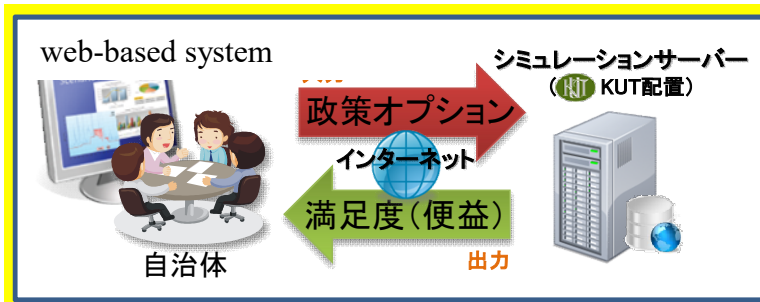 web-based system
シミュレーションサーバー
（KUT KUT配置）
政策オプション
インターネット
満足度（便益）
自治体
出力